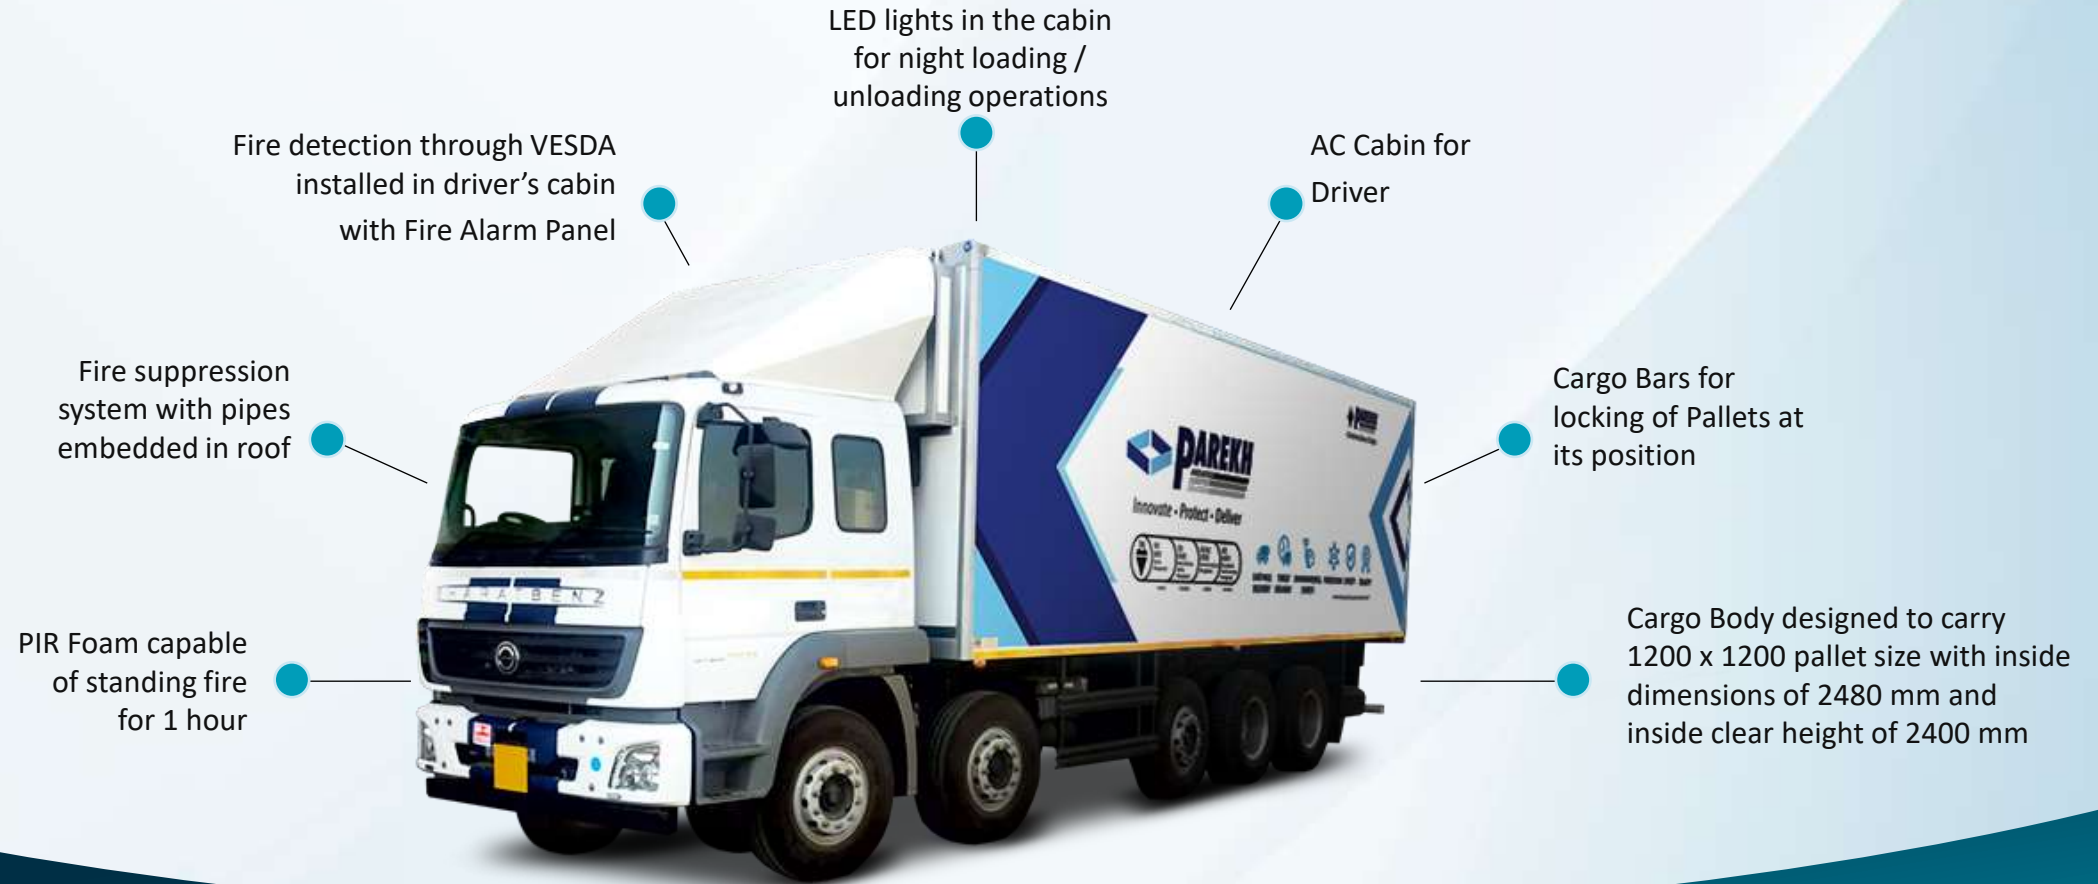 LED lights in the cabin
for night loading /
unloading operations
Fire detection through VESDA
installed in driver’s cabin
with Fire Alarm Panel
AC Cabin for
Driver
Fire suppression
system with pipes
embedded in roof
Cargo Bars for
locking of Pallets at
its position
PIR Foam capable
of standing fire
for 1 hour
Cargo Body designed to carry
1200 x 1200 pallet size with inside
dimensions of 2480 mm and
inside clear height of 2400 mm
PAREKH
Innovate - Protect - Deliver
PAREKH
BHARATBENZ